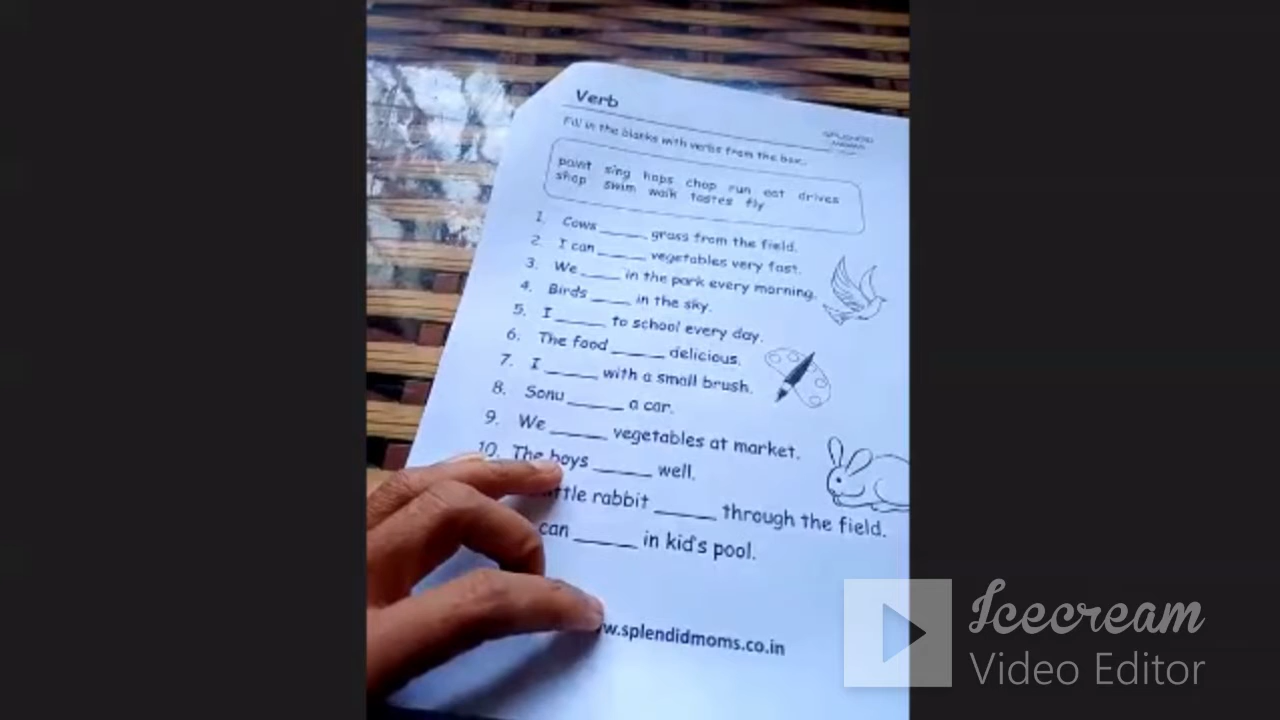 Verb
SPLENDID
MOMS
Fill in the blanks with verbs from the box.
paint sing hops chop run eat drives
shop swim walk tastes fly
1. Cows _____ grass from the field.
2. I can _____ vegetables very fast.
3. We _____ in the park every morning.
4. Birds _____ in the sky.
5. I _____ to school every day.
6. The food _____ delicious.
7. I _____ with a small brush.
8. Sonu _____ a car.
9. We _____ vegetables at market.
10. The boys _____ well.
ttle rabbit _____ through the field.
can _____ in kid's pool.
w.splendidmoms.co.in
Icecream
Video Editor